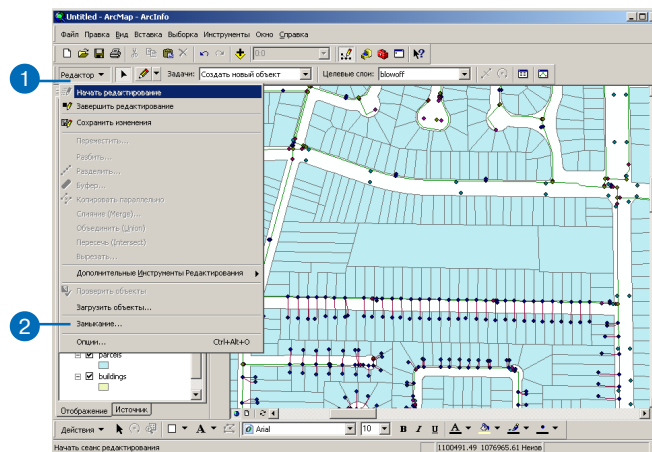 Untitled - ArcMap - ArcInfo
Файл Правка Вид Вставка Выборка Инструменты Окно Справка
0:0
1
Редактор Задачи: Создать новый объект Целевые слои: blowoff
Начать редактирование
Завершить редактирование
Сохранить изменения
Переместить...
Разбить...
Разделить...
Буфер...
Копировать параллельно
Слияние (Merge)...
Объединить (Union)
Пересечь (Intersect)
Вырезать...
Дополнительные Инструменты Редактирования
Проверить объекты
Загрузить объекты...
2
Замыкание...
Опции... Ctrl+Alt+O
parcels
buildings
Отображение Источник
Действия A Arial 10 B I U A
Начать сеанс редактирования 1100491.49 1076965.61 Неизв